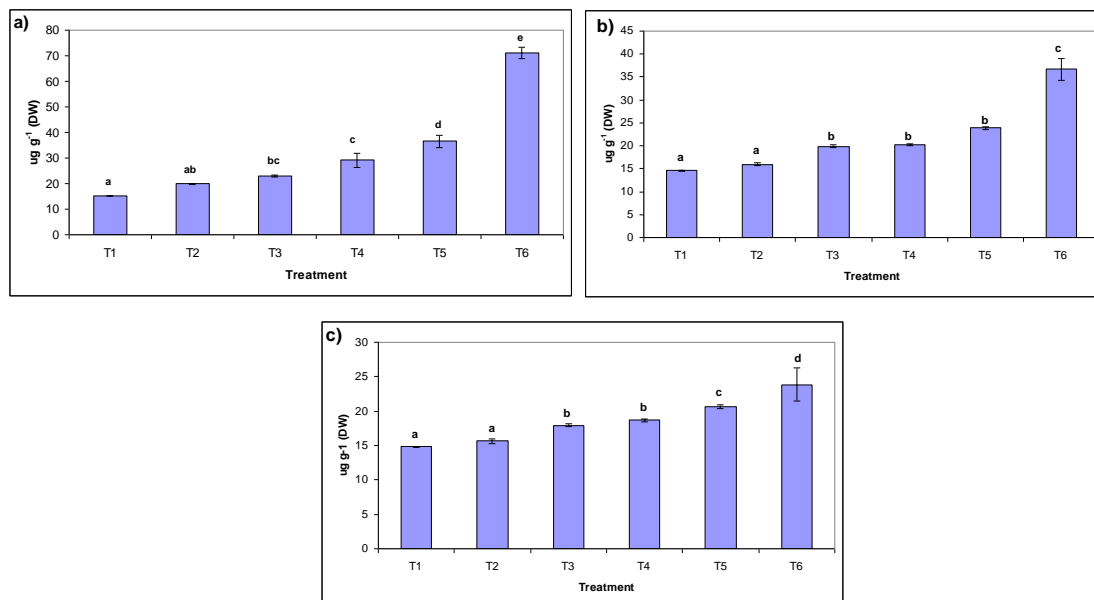 a)
ug g⁻¹ (DW)
80
70
60
50
40
30
20
10
0
a
ab
bc
c
d
e
T1 T2 T3 T4 T5 T6
Treatment
b)
ug g⁻¹ (DW)
45
40
35
30
25
20
15
10
5
0
a
a
b
b
b
c
T1 T2 T3 T4 T5 T6
Treatment
c)
ug g-1 (DW)
30
25
20
15
10
5
0
a
a
b
b
c
d
T1 T2 T3 T4 T5 T6
Treatment